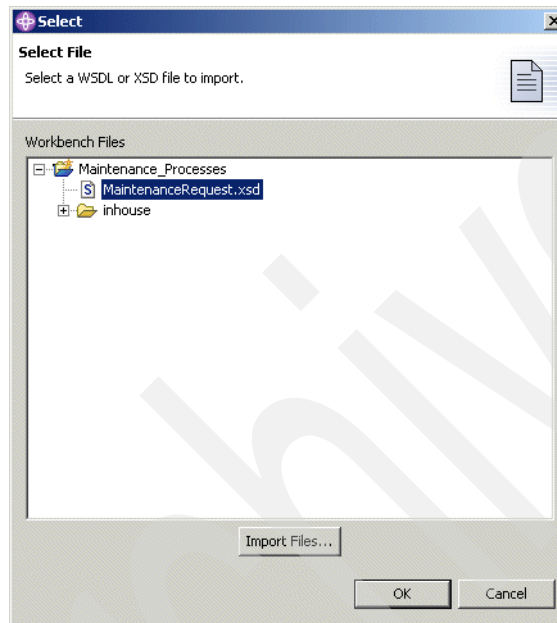 Select
Select File
Select a WSDL or XSD file to import.
Workbench Files
Maintenance_Processes
MaintenanceRequest.xsd
inhouse
Import Files...
OK Cancel